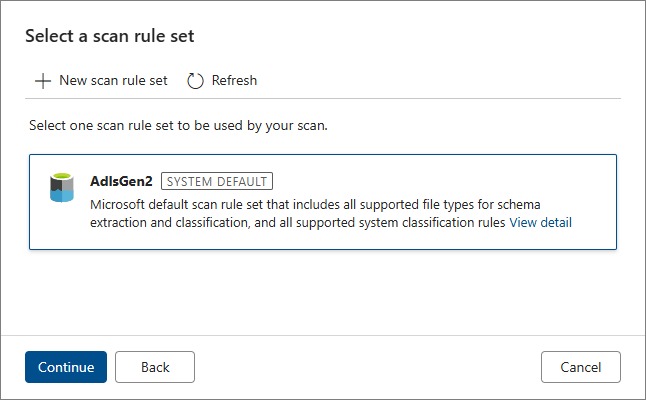 Select a scan rule set
New scan rule set Refresh
Select one scan rule set to be used by your scan.
AdlsGen2 SYSTEM DEFAULT
Microsoft default scan rule set that includes all supported file types for schema
extraction and classification, and all supported system classification rules View detail
Continue Back Cancel